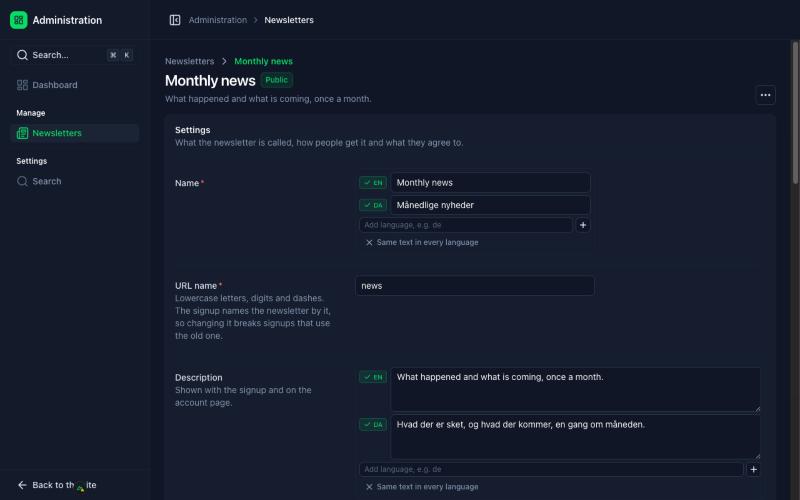 Administration
Administration > Newsletters
Search... ⌘ K
Dashboard
Manage
Newsletters
Settings
Search
Back to th ite
Newsletters > Monthly news
Monthly news Public
What happened and what is coming, once a month.
Settings
What the newsletter is called, how people get it and what they agree to.
Name*
EN Monthly news
DA Månedlige nyheder
Add language, e.g. de
Same text in every language
URL name*
news
Lowercase letters, digits and dashes.
The signup names the newsletter by it,
so changing it breaks signups that use
the old one.
Description
Shown with the signup and on the
account page.
EN What happened and what is coming, once a month.
DA Hvad der er sket, og hvad der kommer, en gang om måneden.
Add language, e.g. de
Same text in every language